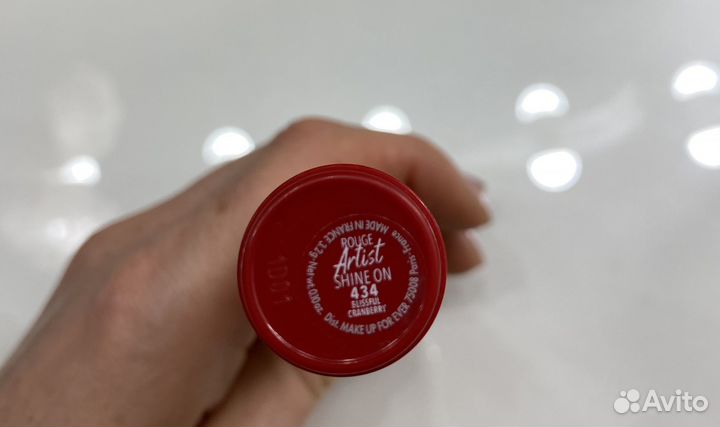 ROUGE
Artist
SHINE ON
434
BLISSFUL
CRANBERRY
Dist. MAKE UP FOR EVER 75008 Paris-France MADE IN FRANCE
1D01
Avito